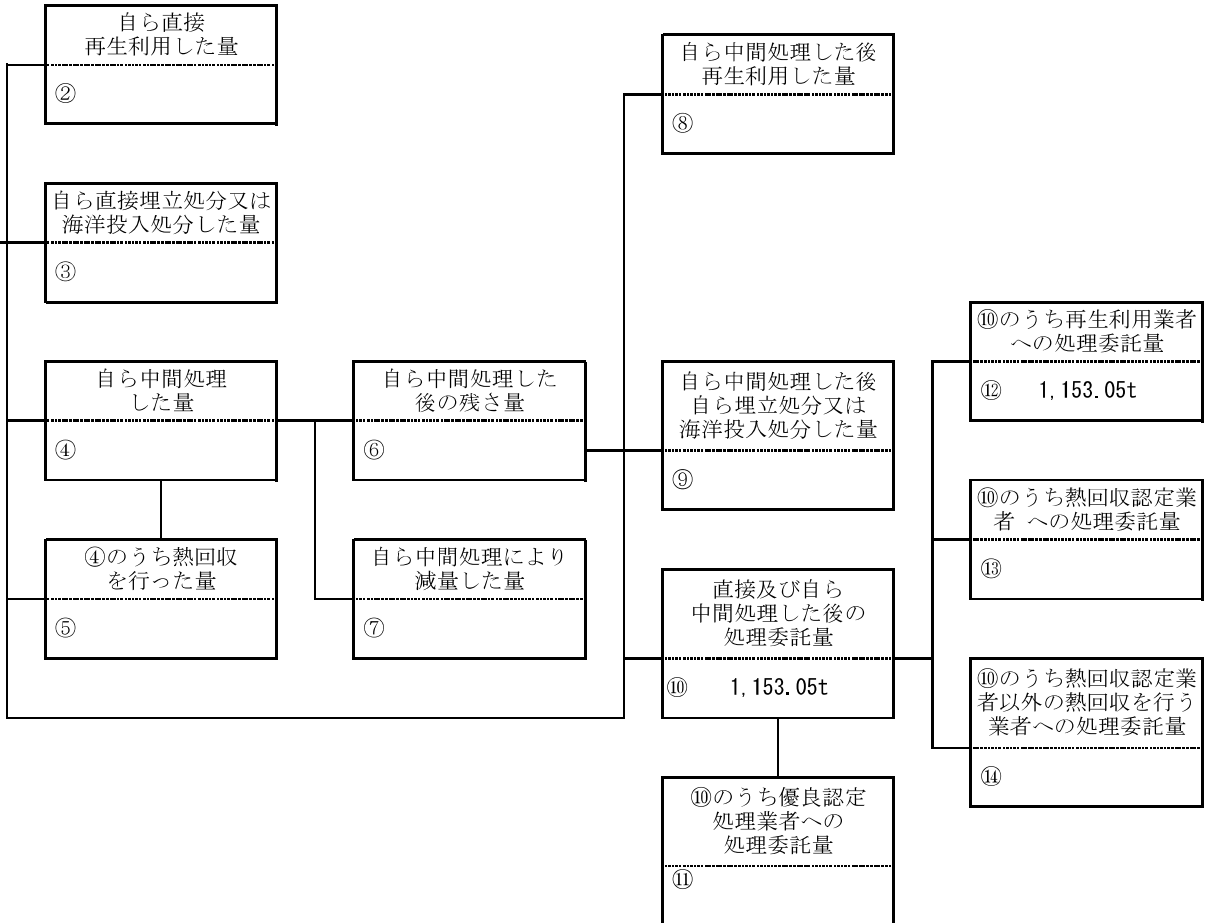 自ら直接
再生利用した量
②
自ら直接埋立処分又は
海洋投入処分した量
③
自ら中間処理
した量
④
④のうち熱回収
を行った量
⑤
自ら中間処理した
後の残さ量
⑥
自ら中間処理により
減量した量
⑦
自ら中間処理した後
再生利用した量
⑧
自ら中間処理した後
自ら埋立処分又は
海洋投入処分した量
⑨
直接及び自ら
中間処理した後の
処理委託量
⑩ 1,153.05t
⑩のうち優良認定
処理業者への
処理委託量
⑪
⑩のうち再生利用業者
への処理委託量
⑫ 1,153.05t
⑩のうち熱回収認定業
者 への処理委託量
⑬
⑩のうち熱回収認定業
者以外の熱回収を行う
業者への処理委託量
⑭